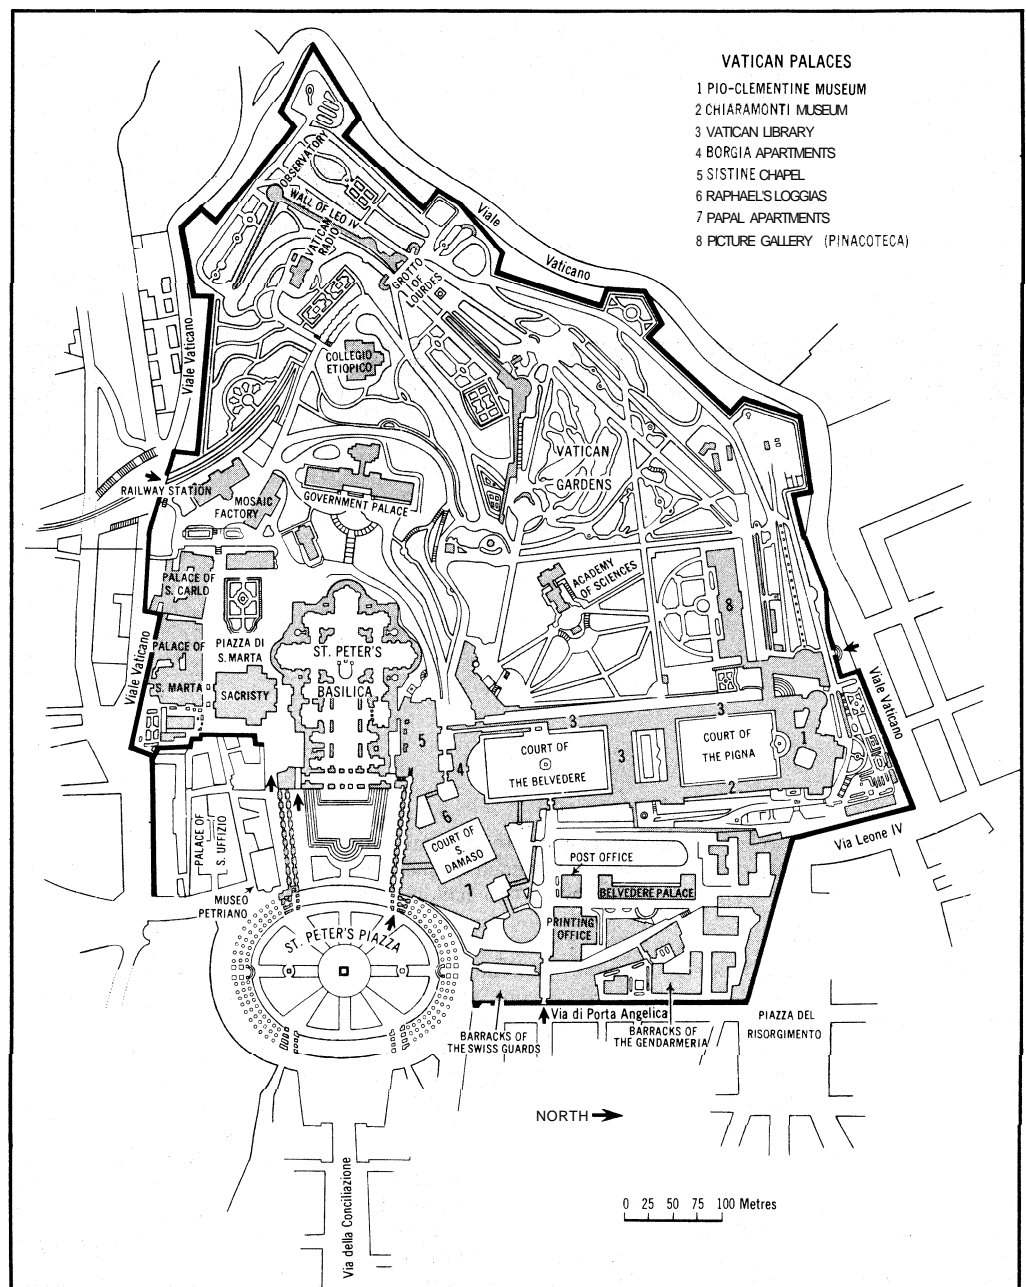 VATICAN PALACES
1 PIO-CLEMENTINE MUSEUM
2 CHIARAMONTI MUSEUM
3 VATICAN LIBRARY
4 BORGIA APARTMENTS
5 SISTINE CHAPEL
6 RAPHAEL'S LOGGIAS
7 PAPAL APARTMENTS
8 PICTURE GALLERY (PINACOTECA)
OBSERVATORY
WALL OF LEO IV
VATICAN
RADIO
GROTTO
OF
LOURDES
Viale
Vaticano
Viale Vaticano
COLLEGIO
ETIOPICO
VATICAN
GARDENS
RAILWAY STATION
MOSAIC
FACTORY
GOVERNMENT PALACE
ACADEMY
OF SCIENCES
PALACE OF
S. CARLO
8
Viale Vaticano
PALACE OF
S. MARTA
PIAZZA DI
S. MARTA
SACRISTY
ST. PETER'S
BASILICA
Viale Vaticano
5
4
3
3
3
COURT OF
THE BELVEDERE
COURT OF
THE PIGNA
1
2
6
COURT OF
S.
DAMASO
7
Via Leone IV
PALACE OF
S. UFFIZIO
MUSEO
PETRIANO
POST OFFICE
BELVEDERE PALACE
PRINTING
OFFICE
ST. PETER'S PIAZZA
Via di Porta Angelica
BARRACKS OF
THE SWISS GUARDS
BARRACKS OF
THE GENDARMERIA
PIAZZA DEL
RISORGIMENTO
NORTH
Via della Conciliazione
0 25 50 75 100 Metres